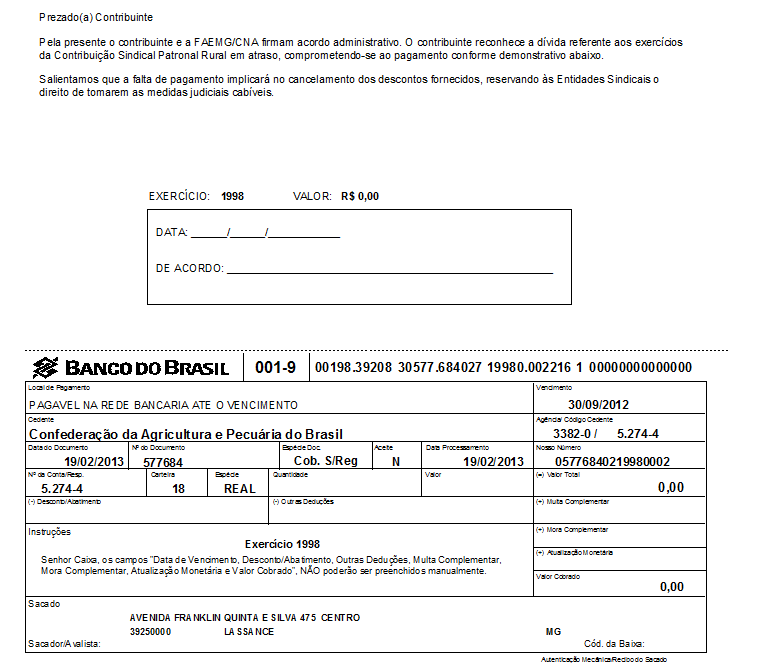 Prezado(a) Contribuinte
Pela presente o contribuinte e a FAEMG/CNA firmam acordo administrativo. O contribuinte reconhece a dívida referente aos exercícios
da Contribuição Sindical Patronal Rural em atraso, comprometendo-se ao pagamento conforme demonstrativo abaixo.
Salientamos que a falta de pagamento implicará no cancelamento dos descontos fornecidos, reservando às Entidades Sindicais o
direito de tomarem as medidas judiciais cabíveis.
EXERCÍCIO: 1998 VALOR: R$ 0,00
DATA: ______/______/____________
DE ACORDO: ______________________________
BANCO DO BRASIL 001-9 00198.39208 30577.684027 19980.002216 1 00000000000000
Local de Pagamento Vencimento
PAGAVEL NA REDE BANCARIA ATE O VENCIMENTO 30/09/2012
Cedente Agência/ Código Cedente
Confederação da Agricultura e Pecuária do Brasil 3382-0 / 5.274-4
Data do Documento Nº do Documento Espécie Doc. Aceite Data Processamento Nosso Número
19/02/2013 577684 Cob. S/Reg N 19/02/2013 05776840219980002
Nº da Conta/Resp. Carteira Espécie Quantidade Valor (=) Valor Total
5.274-4 18 REAL 0,00
(-) Desconto/Abatimento (-) Outras Deduções (+) Multa Complementar
Instruções (+) Mora Complementar
Exercicio 1998
(+) Atualização Monetária
Senhor Caixa, os campos "Data de Vencimento, Desconto/Abatimento, Outras Deduções, Multa Complementar,
Mora Complementar, Atualização Monetária e Valor Cobrado", NÃO poderão ser preenchidos manualmente.
Valor Cobrado
0,00
Sacado
AVENIDA FRANKLIN QUINTA E SILVA 475 CENTRO
39250000 LASSANCE MG
Sacador/Avalista: Cód. da Baixa:
Autenticação Mecânica/Recibo do Sacado